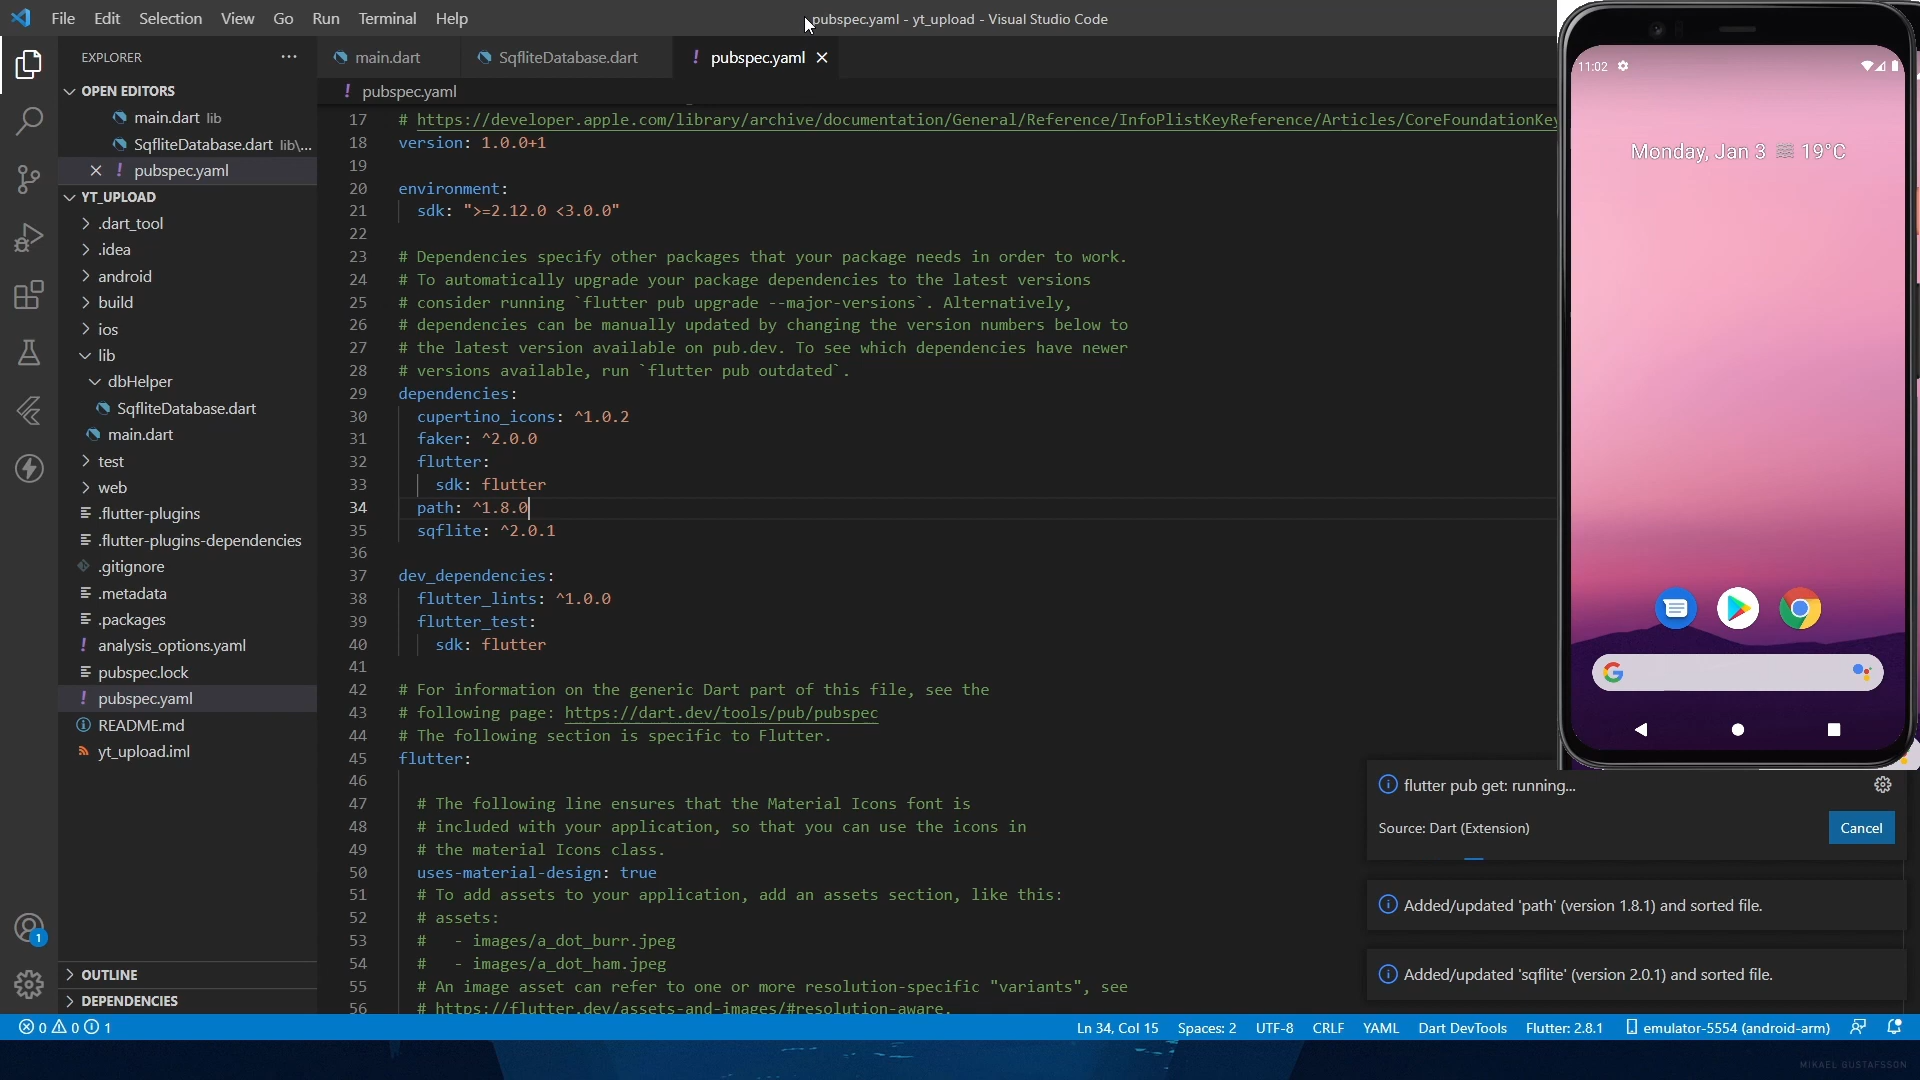 File Edit Selection View Go Run Terminal Help
pubspec.yaml - yt_upload - Visual Studio Code
EXPLORER
main.dart
SqfliteDatabase.dart
pubspec.yaml
OPEN EDITORS
main.dart lib
SqfliteDatabase.dart lib\...
pubspec.yaml
YT_UPLOAD
.dart_tool
.idea
android
build
ios
lib
dbHelper
SqfliteDatabase.dart
main.dart
test
web
.flutter-plugins
.flutter-plugins-dependencies
.gitignore
.metadata
.packages
analysis_options.yaml
pubspec.lock
pubspec.yaml
README.md
yt_upload.iml
OUTLINE
DEPENDENCIES
pubspec.yaml
17 # https://developer.apple.com/library/archive/documentation/General/Reference/InfoPlistKeyReference/Articles/CoreFoundationKey
18 version: 1.0.0+1
19
20 environment:
21 sdk: ">=2.12.0 <3.0.0"
22
23 # Dependencies specify other packages that your package needs in order to work.
24 # To automatically upgrade your package dependencies to the latest versions
25 # consider running `flutter pub upgrade --major-versions`. Alternatively,
26 # dependencies can be manually updated by changing the version numbers below to
27 # the latest version available on pub.dev. To see which dependencies have newer
28 # versions available, run `flutter pub outdated`.
29 dependencies:
30 cupertino_icons: ^1.0.2
31 faker: ^2.0.0
32 flutter:
33 sdk: flutter
34 path: ^1.8.0
35 sqflite: ^2.0.1
36
37 dev_dependencies:
38 flutter_lints: ^1.0.0
39 flutter_test:
40 sdk: flutter
41
42 # For information on the generic Dart part of this file, see the
43 # following page: https://dart.dev/tools/pub/pubspec
44 # The following section is specific to Flutter.
45 flutter:
46
47 # The following line ensures that the Material Icons font is
48 # included with your application, so that you can use the icons in
49 # the material Icons class.
50 uses-material-design: true
51 # To add assets to your application, add an assets section, like this:
52 # assets:
53 # - images/a_dot_burr.jpeg
54 # - images/a_dot_ham.jpeg
55 # An image asset can refer to one or more resolution-specific "variants", see
56 # https://flutter.dev/assets-and-images/#resolution-aware.
11:02
Monday, Jan 3 19°C
flutter pub get: running...
Source: Dart (Extension)
Cancel
Added/updated 'path' (version 1.8.1) and sorted file.
Added/updated 'sqflite' (version 2.0.1) and sorted file.
1
0 0 1
Ln 34, Col 15 Spaces: 2 UTF-8 CRLF YAML Dart DevTools Flutter: 2.8.1 emulator-5554 (android-arm)
MIKAEL GUSTAFSSON